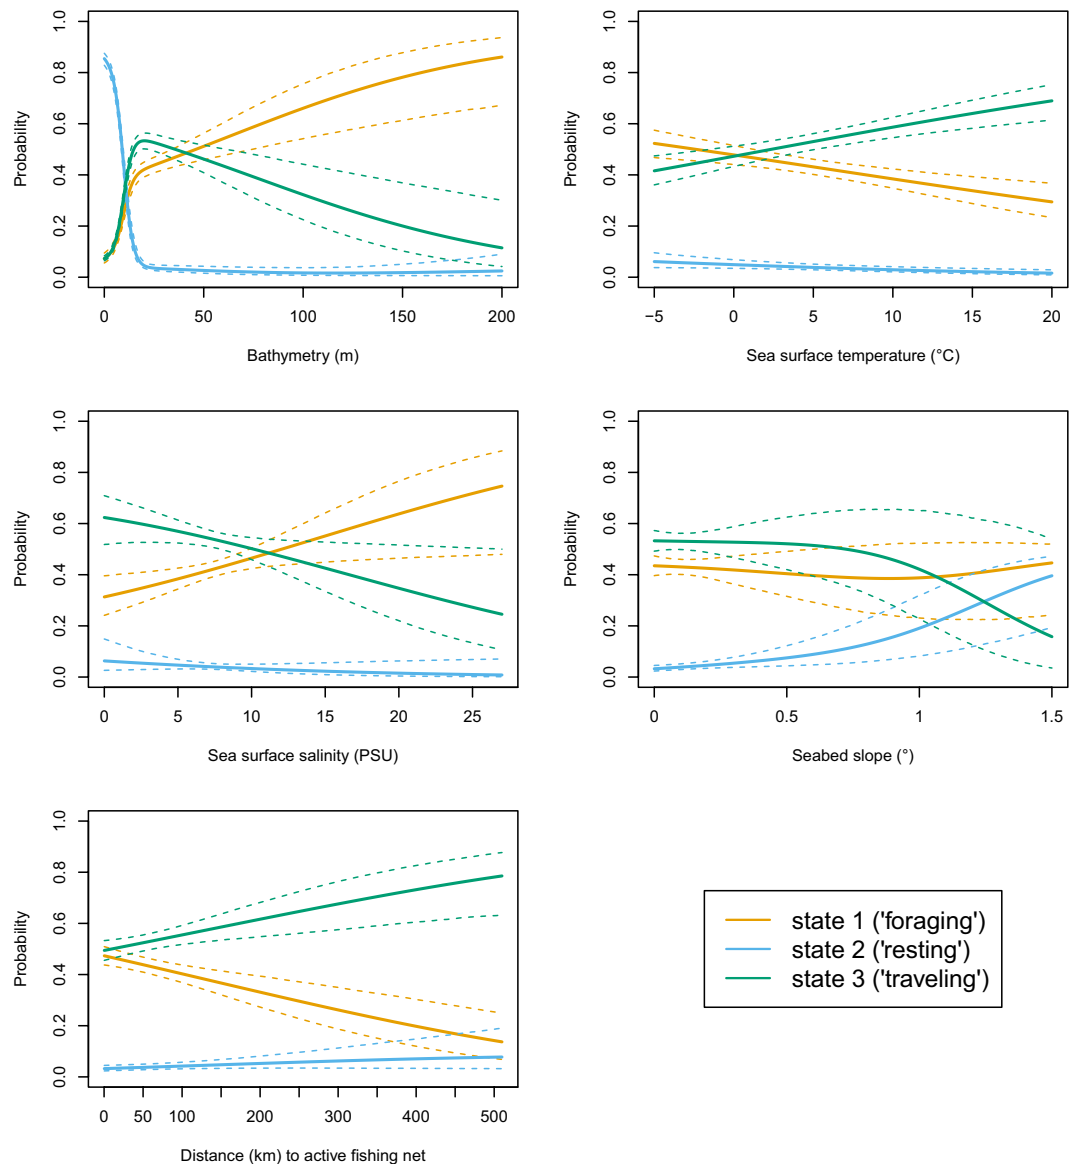 1.0
0.8
0.6
0.4
0.2
0.0
Probability
0 50 100 150 200
Bathymetry (m)
1.0
0.8
0.6
0.4
0.2
0.0
Probability
−5 0 5 10 15 20
Sea surface temperature (°C)
1.0
0.8
0.6
0.4
0.2
0.0
Probability
0 5 10 15 20 25
Sea surface salinity (PSU)
1.0
0.8
0.6
0.4
0.2
0.0
Probability
0 0.5 1 1.5
Seabed slope (°)
1.0
0.8
0.6
0.4
0.2
0.0
Probability
0 50 100 200 300 400 500
Distance (km) to active fishing net
state 1 ('foraging')
state 2 ('resting')
state 3 ('traveling')